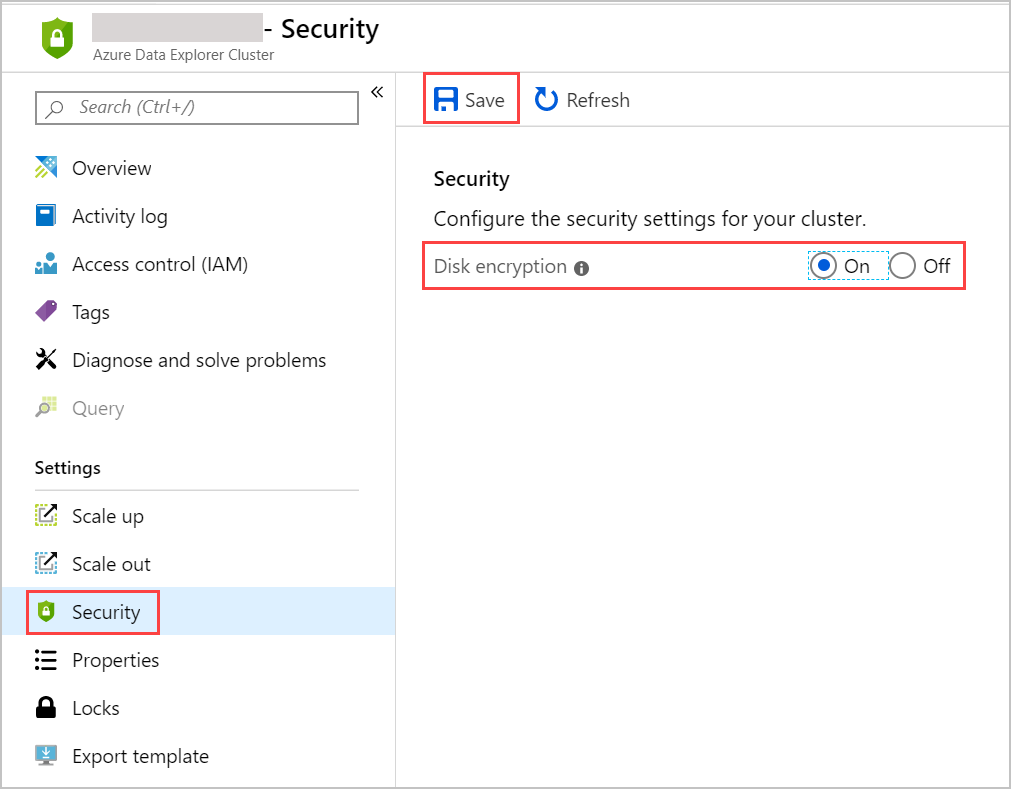 - Security
Azure Data Explorer Cluster
Search (Ctrl+/)
«
Overview
Activity log
Access control (IAM)
Tags
Diagnose and solve problems
Query
Settings
Scale up
Scale out
Security
Properties
Locks
Export template
Save Refresh
Security
Configure the security settings for your cluster.
Disk encryption On Off